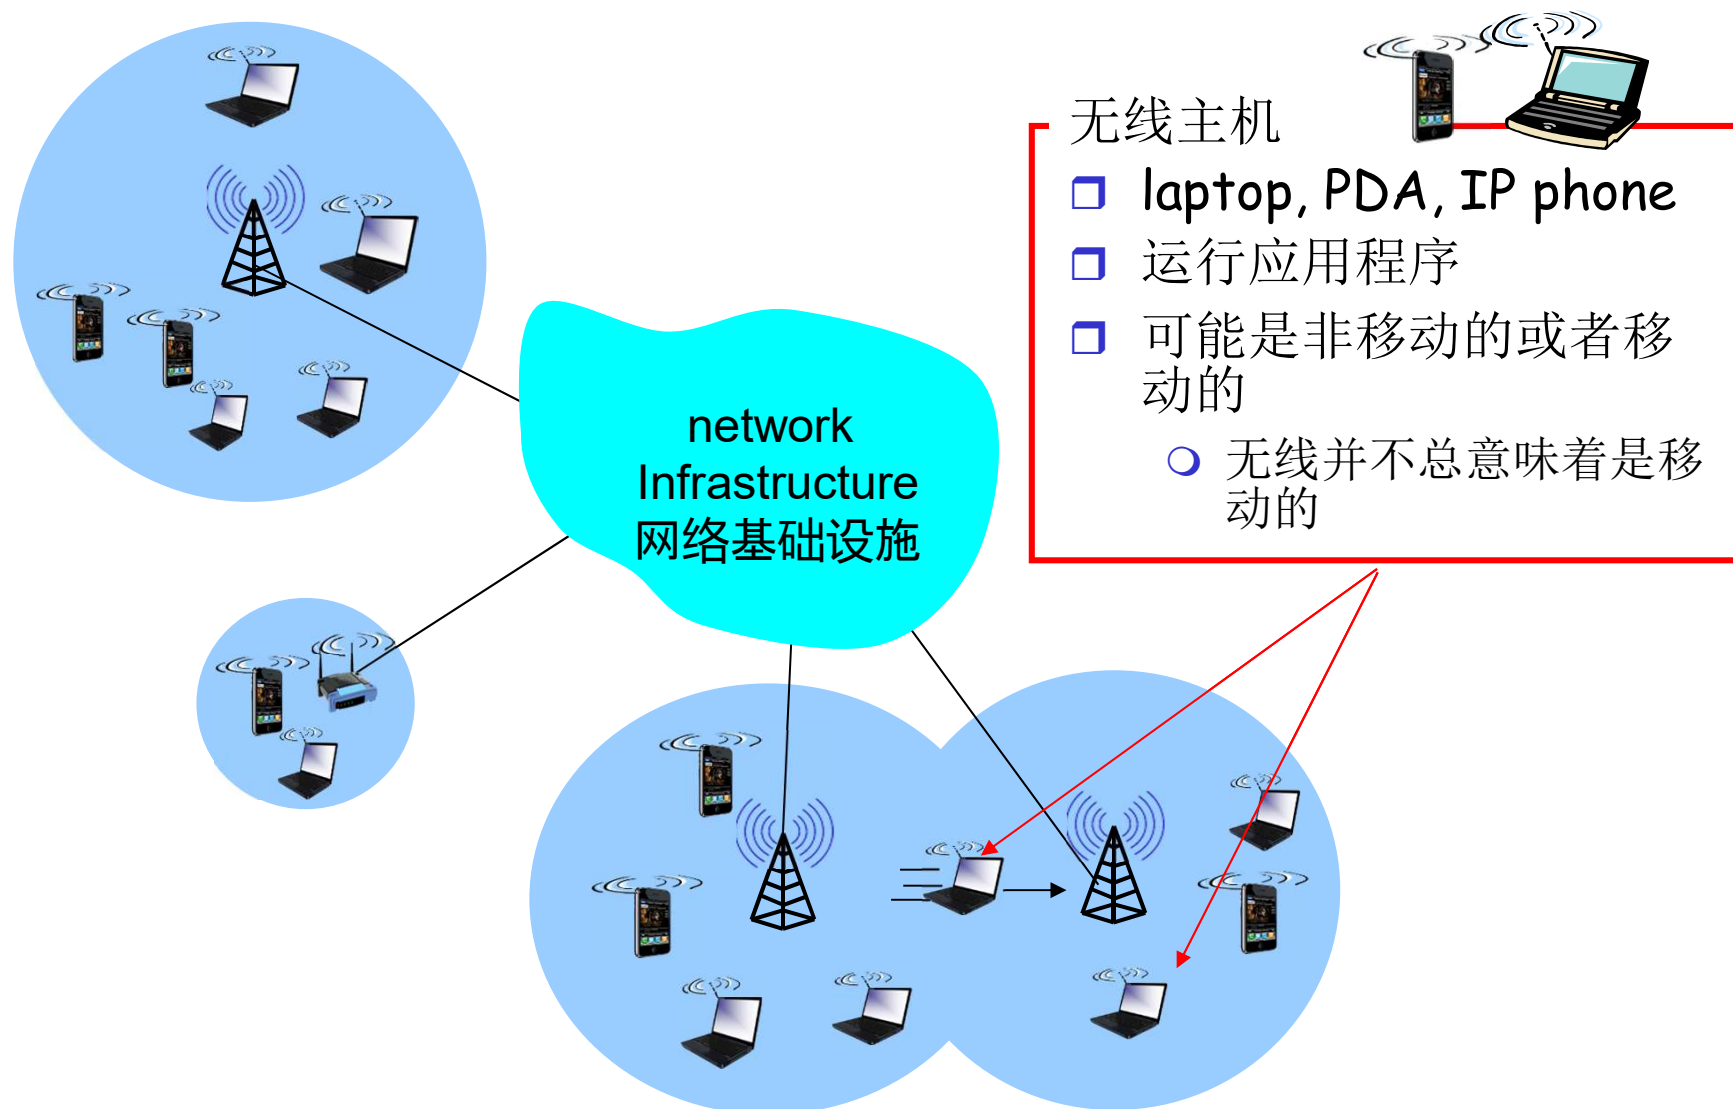 无线主机
laptop, PDA, IP phone
运行应用程序
可能是非移动的或者移
动的
无线并不总意味着是移
动的
network
Infrastructure
网络基础设施